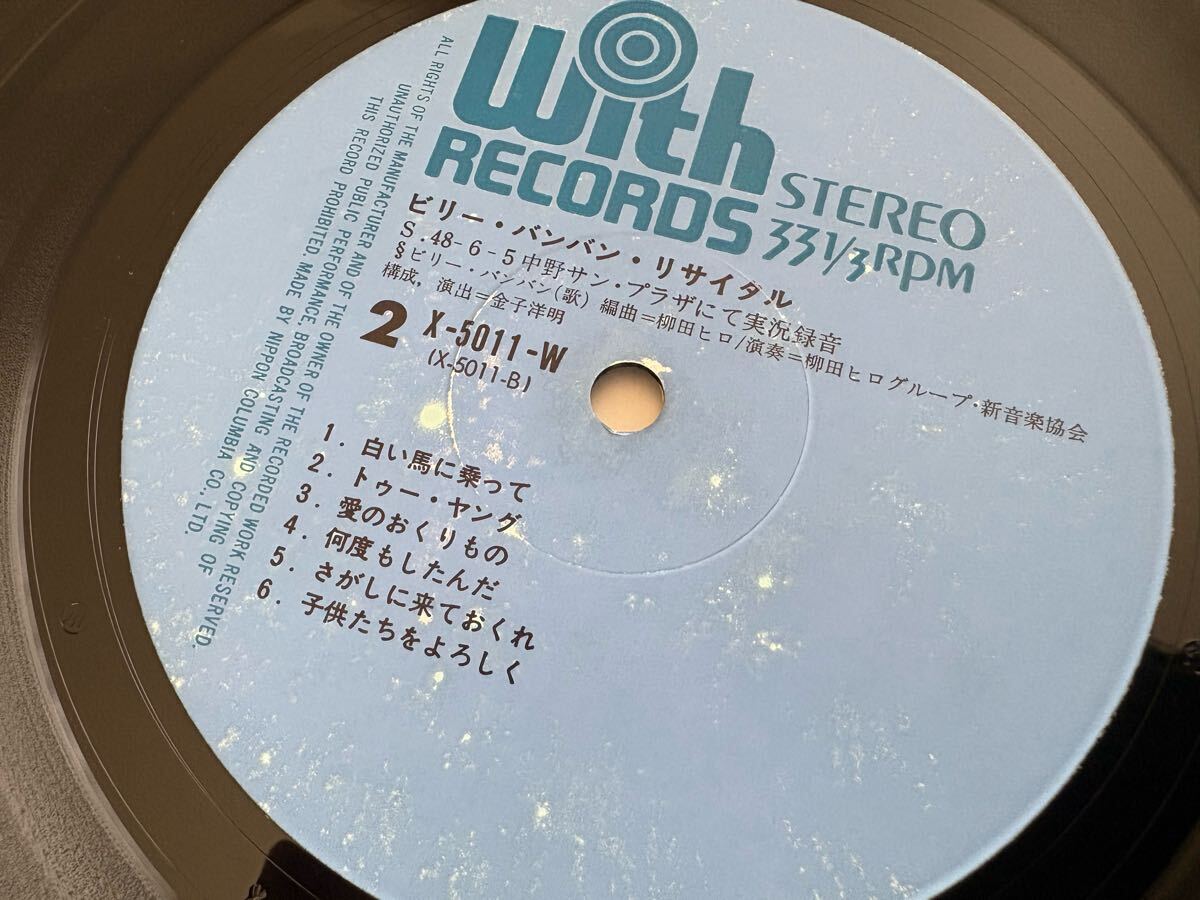 With
RECORDS
STEREO
33 1/3 RPM
ビリー・バンバン・リサイタル
S.48-6-5中野サン・プラザにて実況録音
§ビリー・バンバン(歌) 編曲=柳田ヒロ/演奏=柳田ヒログループ・新音楽協会
構成,演出=金子洋明
2
X-5011-W
(X-5011-B)
1. 白い馬に乗って
2. トゥー・ヤング
3. 愛のおくりもの
4. 何度もしたんだ
5. さがしに来ておくれ
6. 子供たちをよろしく
ALL RIGHTS OF THE MANUFACTURER AND OF THE OWNER OF THE RECORDED WORK RESERVED.
UNAUTHORIZED PUBLIC PERFORMANCE, BROADCASTING AND COPYING OF
THIS RECORD PROHIBITED. MADE BY NIPPON COLUMBIA CO., LTD.